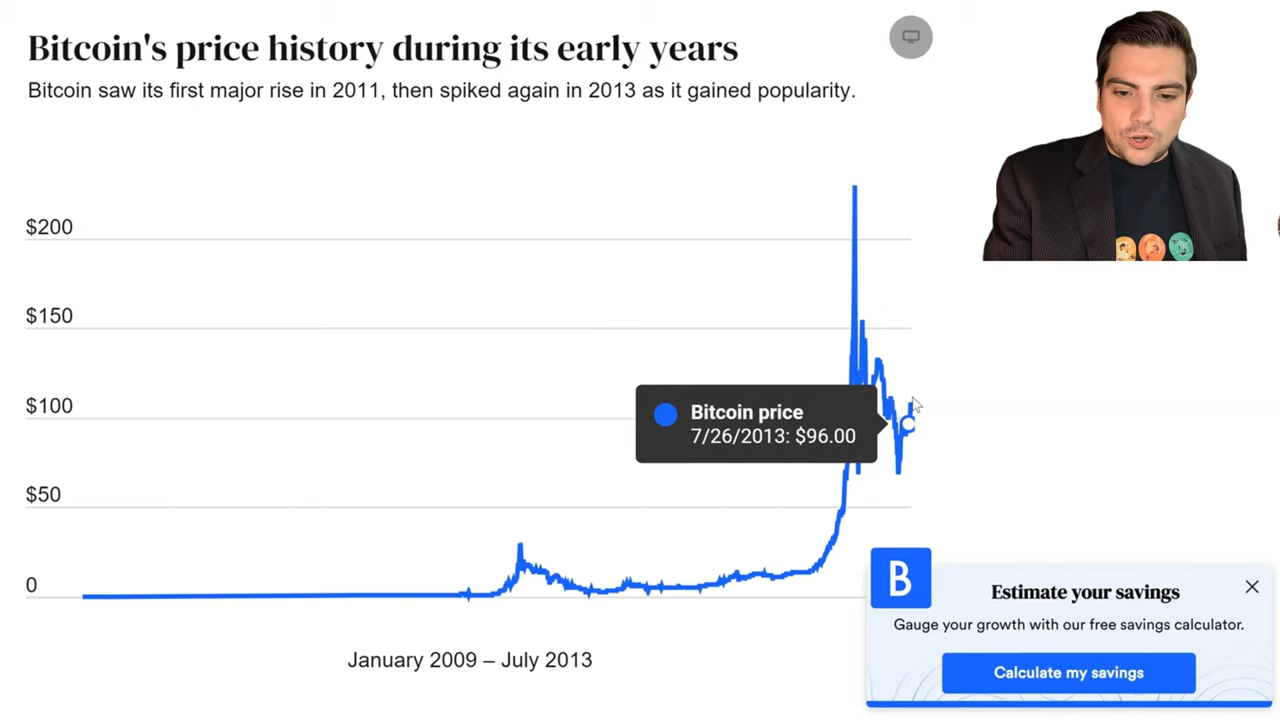 Bitcoin's price history during its early years
Bitcoin saw its first major rise in 2011, then spiked again in 2013 as it gained popularity.
$200
$150
$100
Bitcoin price
7/26/2013: $96.00
$50
0
January 2009 – July 2013
B
Estimate your savings
Gauge your growth with our free savings calculator.
Calculate my savings